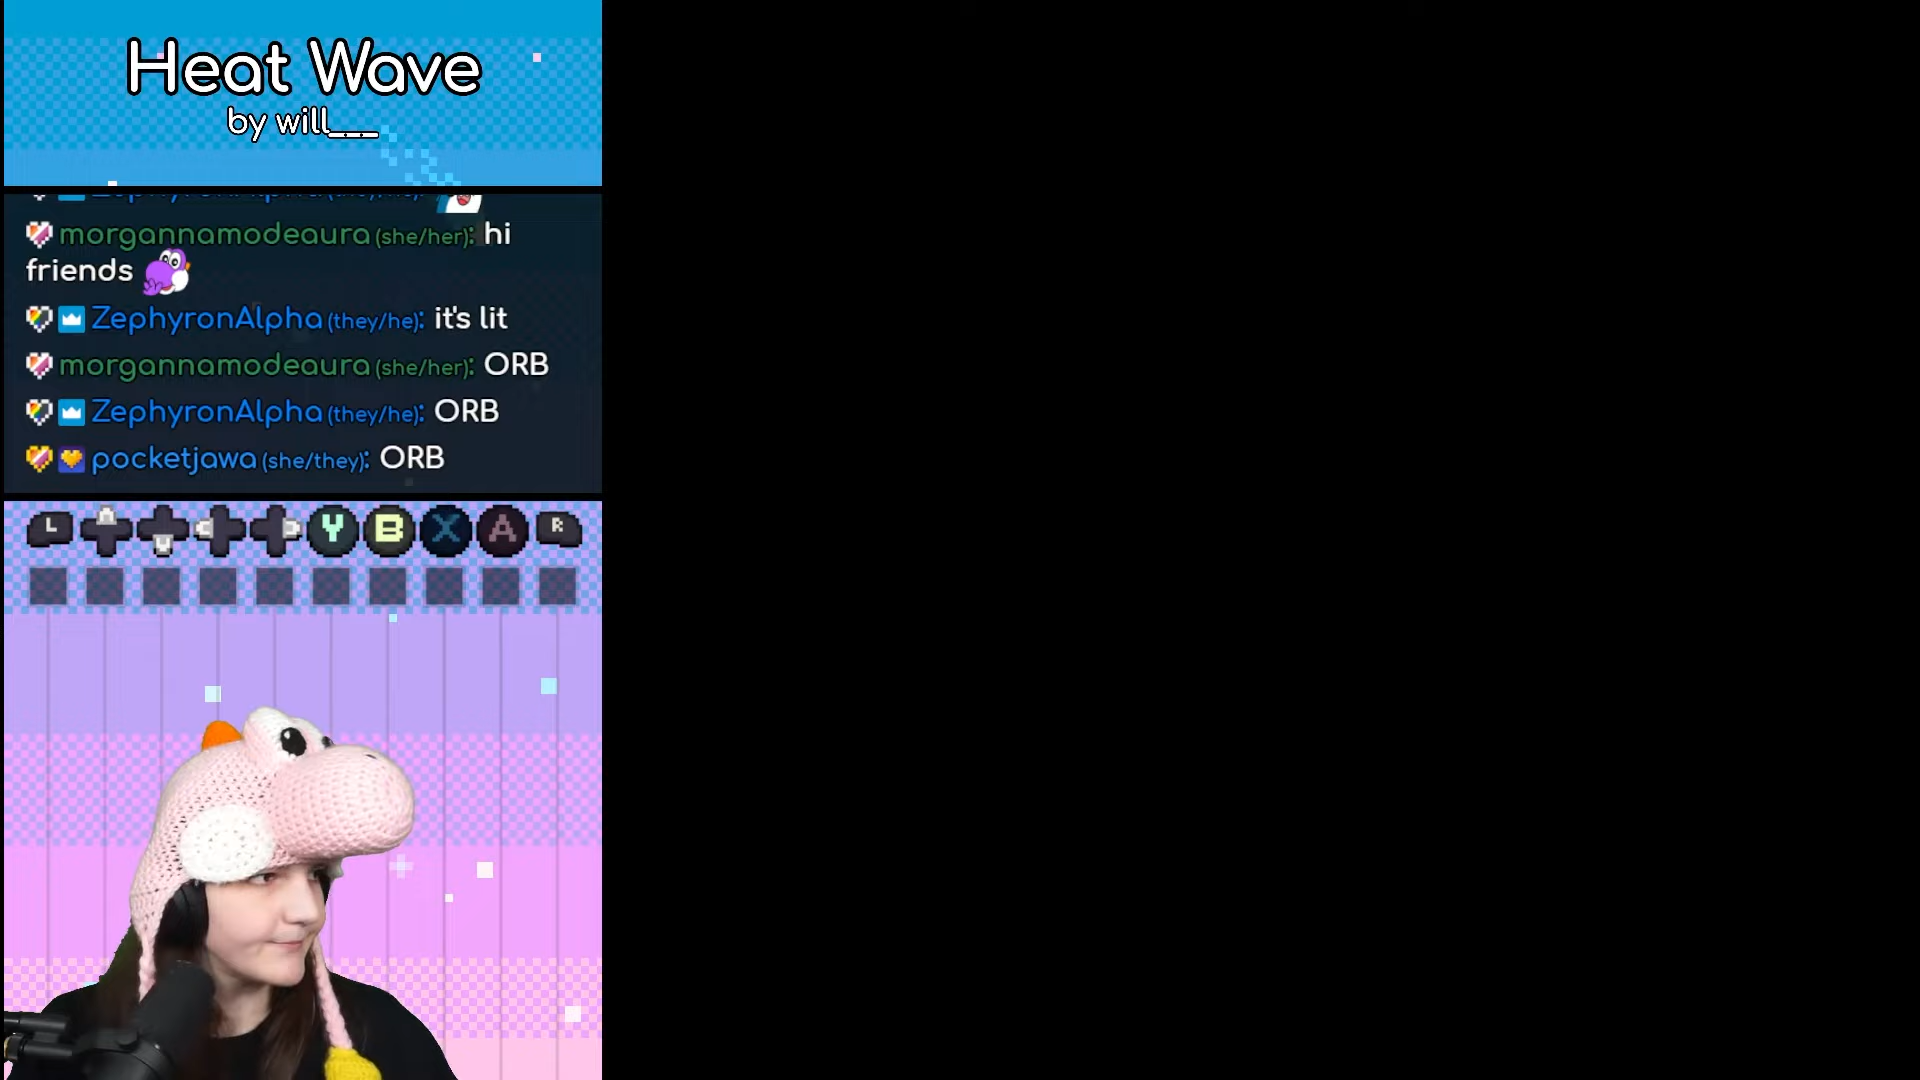 Heat Wave
by will___
morgannamodeaura (she/her): hi
friends
ZephyronAlpha (they/he): it's lit
morgannamodeaura (she/her): ORB
ZephyronAlpha (they/he): ORB
pocketjawa (she/they): ORB
L Y B X A R